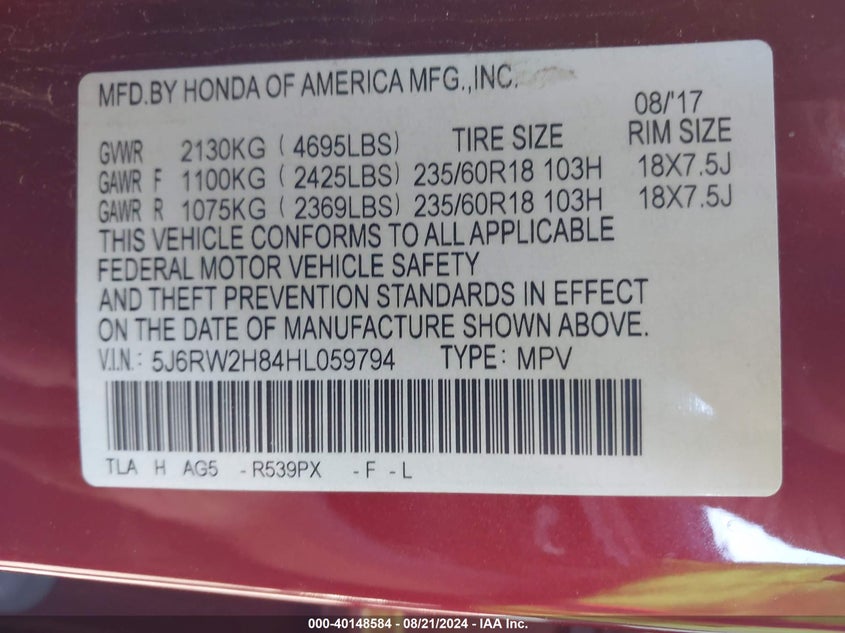 MFD.BY HONDA OF AMERICA MFG.,INC.
08/'17
GVWR 2130KG ( 4695LBS) TIRE SIZE RIM SIZE
GAWR F 1100KG ( 2425LBS) 235/60R18 103H 18X7.5J
GAWR R 1075KG ( 2369LBS) 235/60R18 103H 18X7.5J
THIS VEHICLE CONFORMS TO ALL APPLICABLE
FEDERAL MOTOR VEHICLE SAFETY
AND THEFT PREVENTION STANDARDS IN EFFECT
ON THE DATE OF MANUFACTURE SHOWN ABOVE.
V.I.N.: 5J6RW2H84HL059794 TYPE: MPV
TLA H AG5 -R539PX -F -L
000-40148584 - 08/21/2024 - IAA Inc.